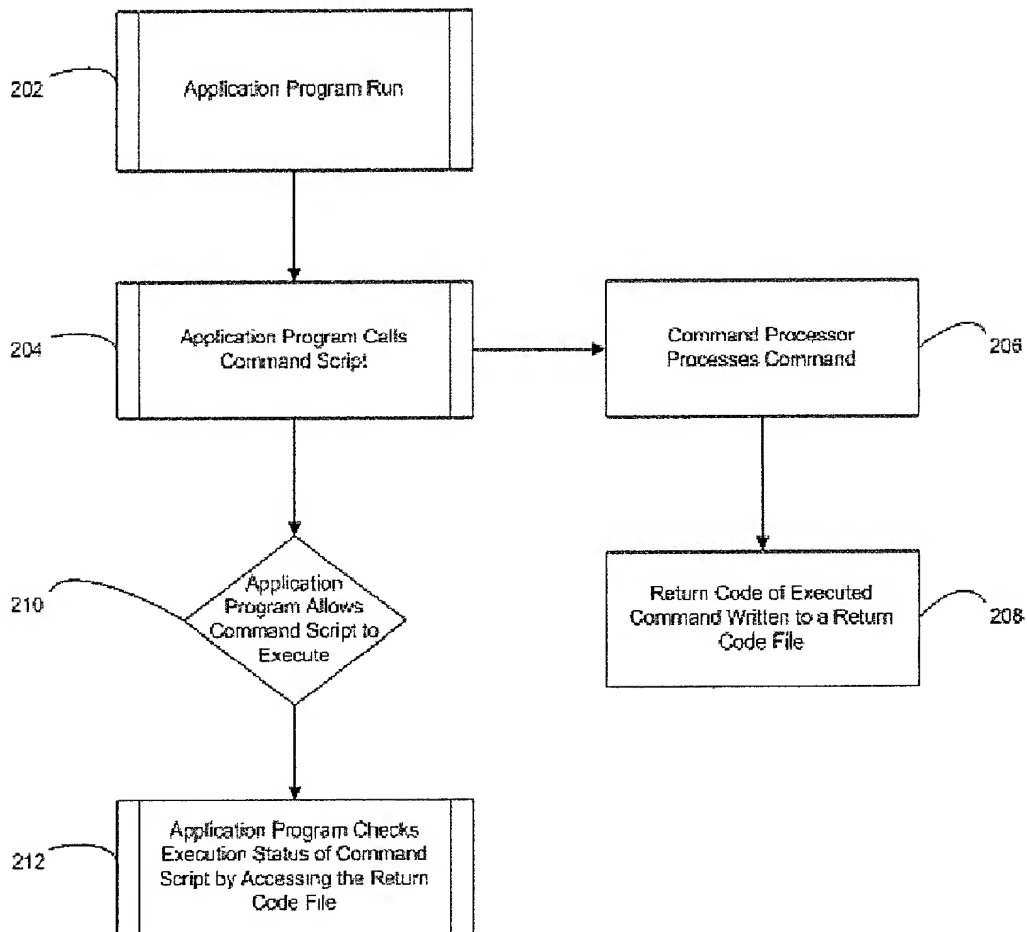 202
Application Program Run
204
Application Program Calls
Command Script
Command Processor
Processes Command
206
210
Application
Program Allows
Command Script to
Execute
Return Code of Executed
Command Written to a Return
Code File
208
212
Application Program Checks
Execution Status of Command
Script by Accessing the Return
Code File